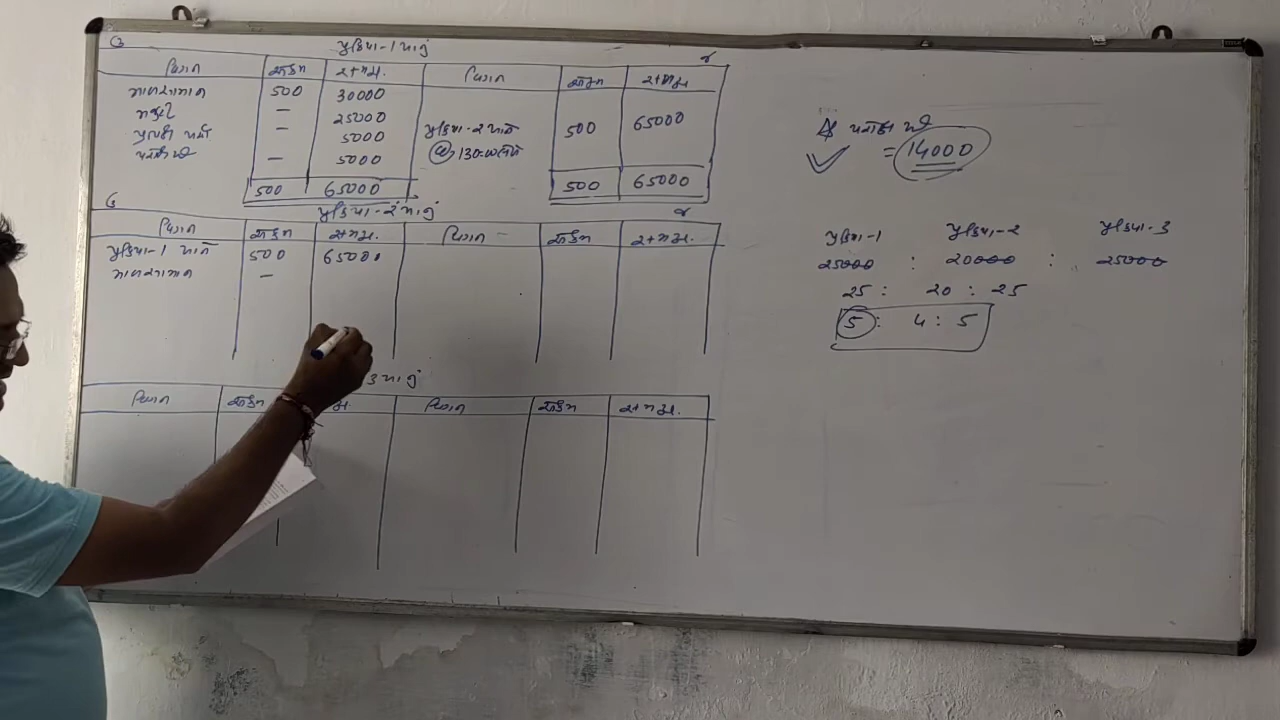 ઉ પ્રક્રિયા-1 ખાતું જ
વિગત એકમ રકમ રૂ. વિગત એકમ રકમ રૂ
માલસામાન 500 30000
મજૂરી — 25000
પ્રત્યક્ષ ખર્ચ — 5000 પ્રક્રિયા-2 ખાતે 500 65000
પરોક્ષ ખર્ચ — 5000 @ 130
500 65000 500 65000
ઉ પ્રક્રિયા-2 ખાતું જ
વિગત એકમ રકમ રૂ. વિગત એકમ રકમ રૂ.
પ્રક્રિયા-1 ખાતે 500 65000
માલસામાન —
3 ખાતું
વિગત એકમ વિગત એકમ રકમ રૂ.
પરોક્ષ ખર્ચ
= 14000
પ્રક્રિયા-1 પ્રક્રિયા-2 પ્રક્રિયા-3
25000 : 20000 : 25000
25 : 20 : 25
5 : 4 : 5